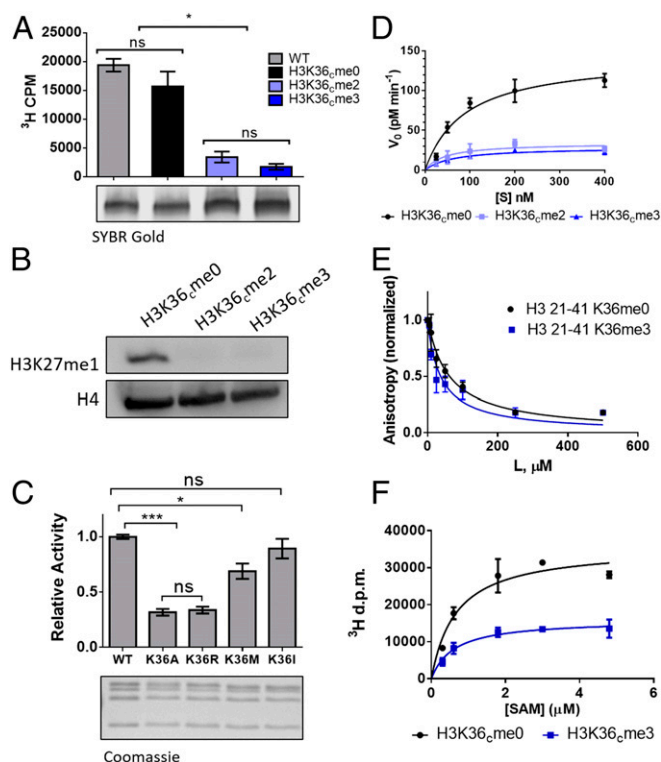 A
*
ns
WT
H3K36cme0
H3K36cme2
H3K36cme3
ns
³H CPM
25000
20000
15000
10000
5000
0
SYBR Gold
B
H3K36cme0
H3K36cme2
H3K36cme3
H3K27me1
H4
C
ns
*
***
ns
Relative Activity
1.0
0.5
0.0
WT K36A K36R K36M K36I
Coomassie
D
V₀ (pM min⁻¹)
200
150
100
50
0
0 100 200 300 400
[S] nM
H3K36cme0 H3K36cme2 H3K36cme3
E
H3 21-41 K36me0
H3 21-41 K36me3
Anisotropy (normalized)
1.0
0.5
0.0
0 200 400 600
L, µM
F
³H d.p.m.
40000
30000
20000
10000
0
0 2 4 6
[SAM] (µM)
H3K36cme0 H3K36cme3